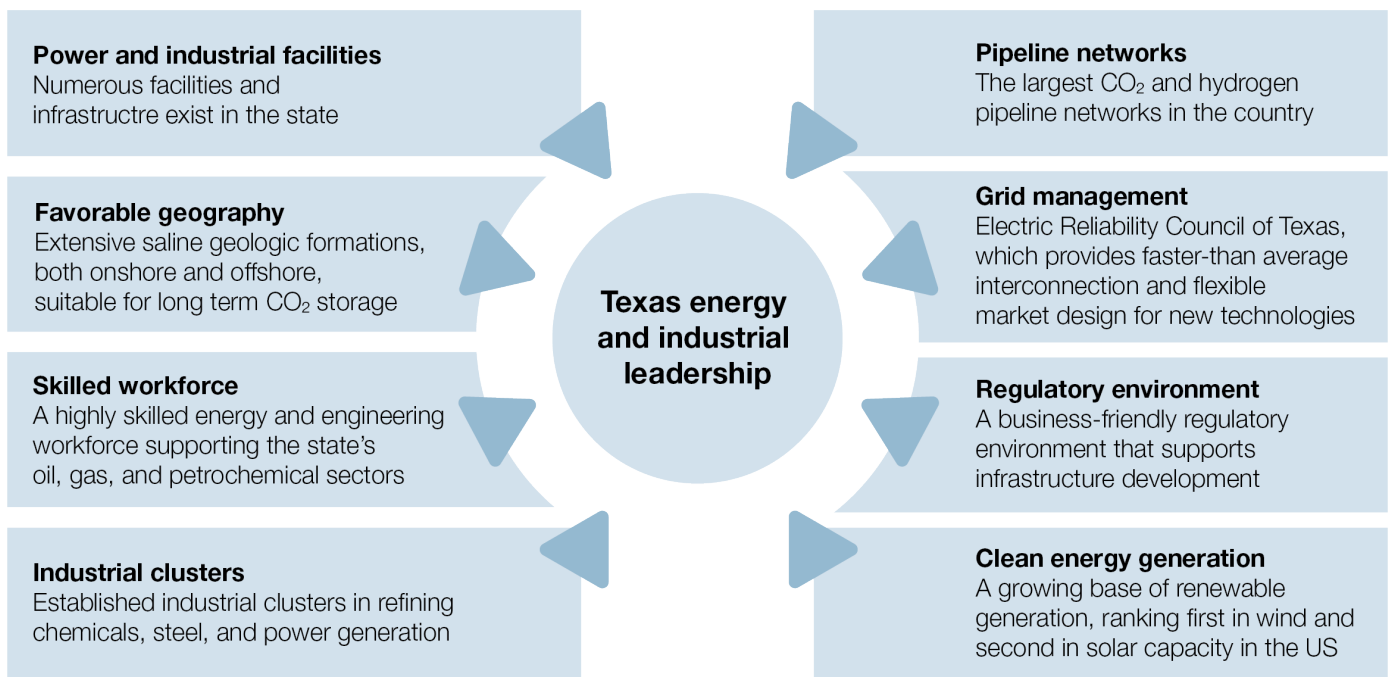 Power and industrial facilities
Numerous facilities and
infrastructre exist in the state
Favorable geography
Extensive saline geologic formations,
both onshore and offshore,
suitable for long term CO₂ storage
Skilled workforce
A highly skilled energy and engineering
workforce supporting the state’s
oil, gas, and petrochemical sectors
Industrial clusters
Established industrial clusters in refining
chemicals, steel, and power generation
Texas energy
and industrial
leadership
Pipeline networks
The largest CO₂ and hydrogen
pipeline networks in the country
Grid management
Electric Reliability Council of Texas,
which provides faster-than average
interconnection and flexible
market design for new technologies
Regulatory environment
A business-friendly regulatory
environment that supports
infrastructure development
Clean energy generation
A growing base of renewable
generation, ranking first in wind and
second in solar capacity in the US